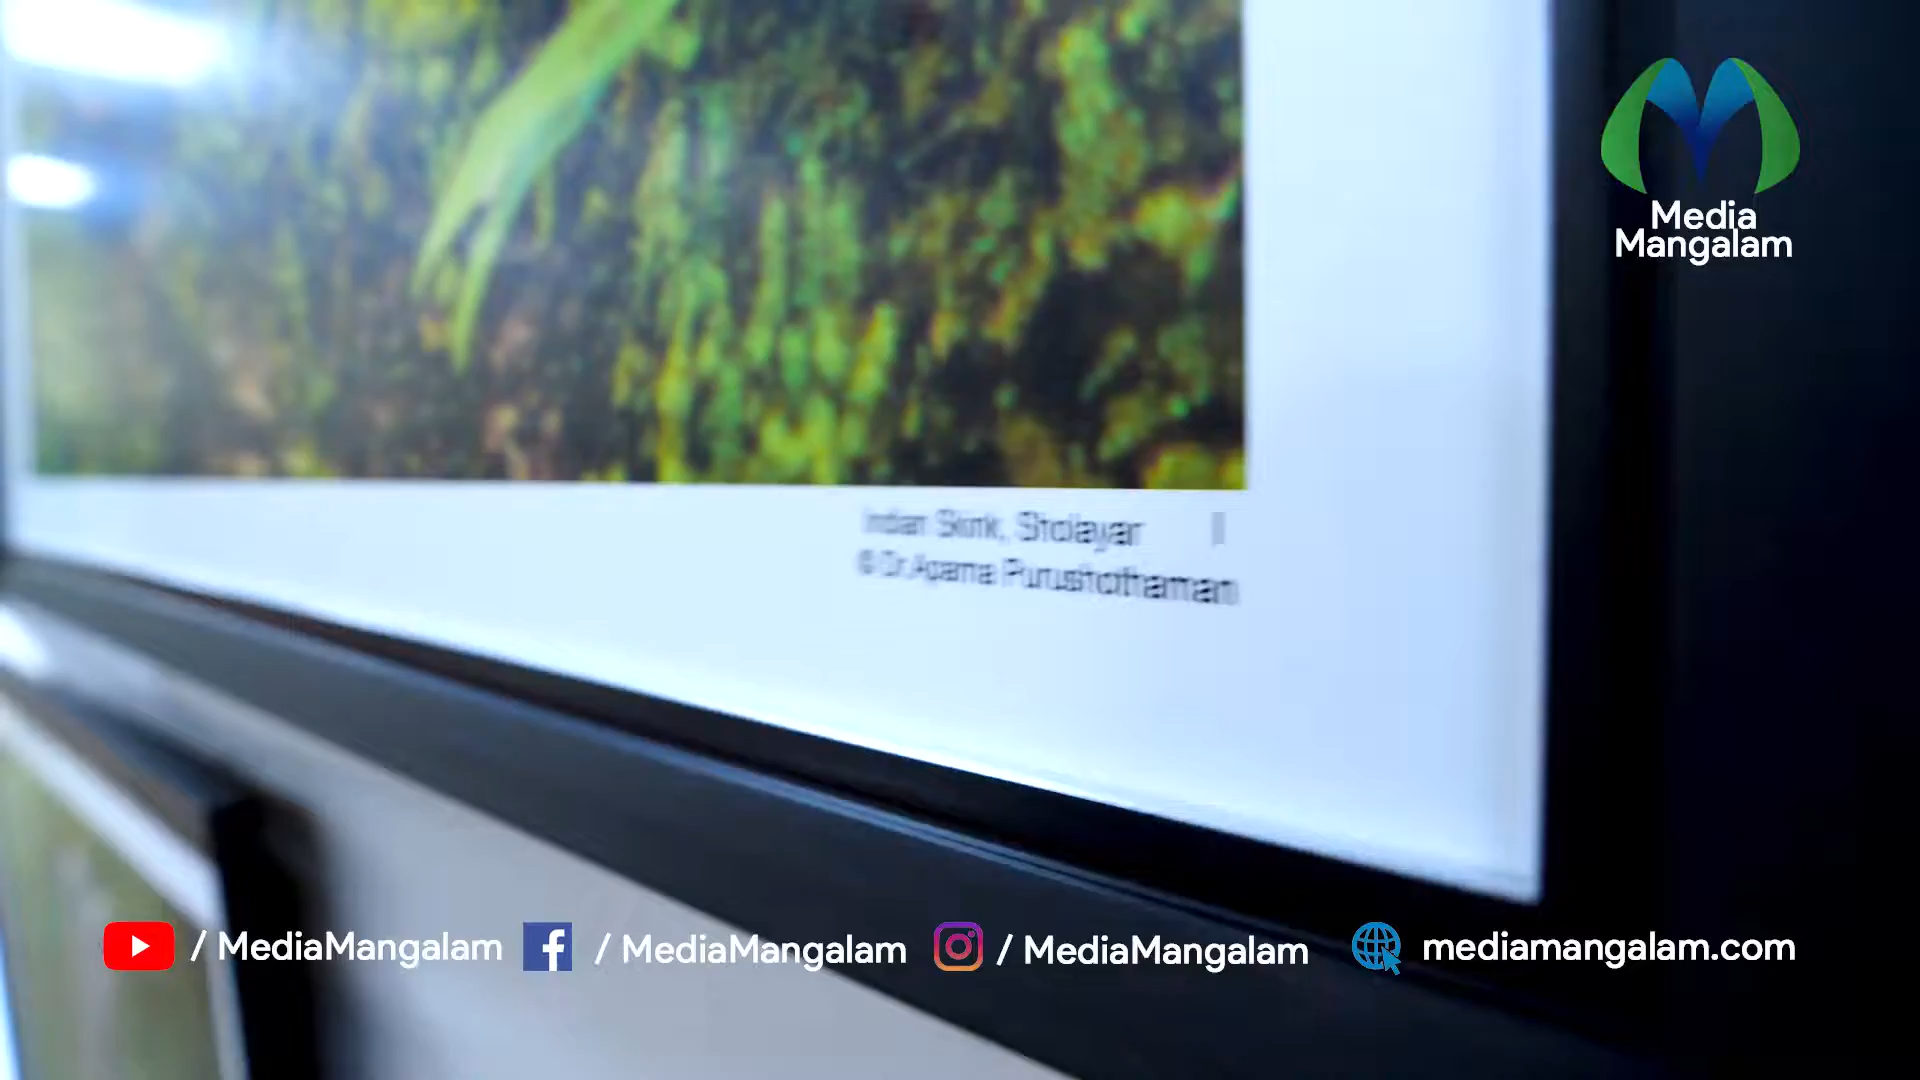 Media
Mangalam
Indian Skink, Sholayar
© Dr.Aparna Purushothaman
/ MediaMangalam
/ MediaMangalam
/ MediaMangalam
mediamangalam.com